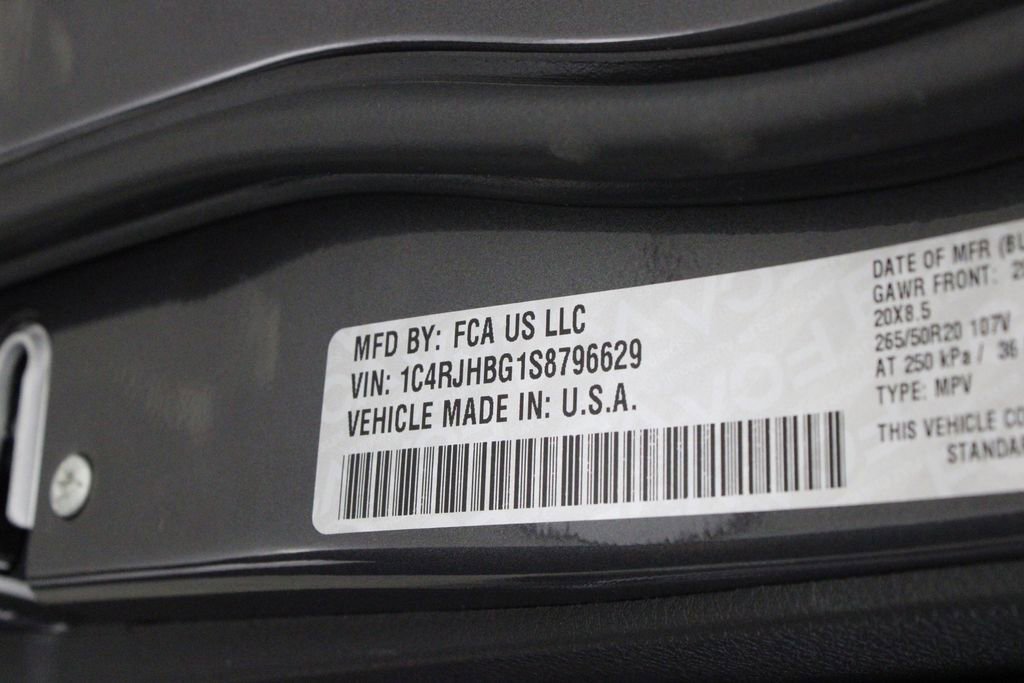 MFD BY: FCA US LLC
VIN: 1C4RJHBG1S8796629
VEHICLE MADE IN: U.S.A.
DATE OF MFR
GAWR FRONT:
20X8.5
265/50R20 107V
AT 250 kPa / 36
TYPE: MPV
THIS VEHICLE